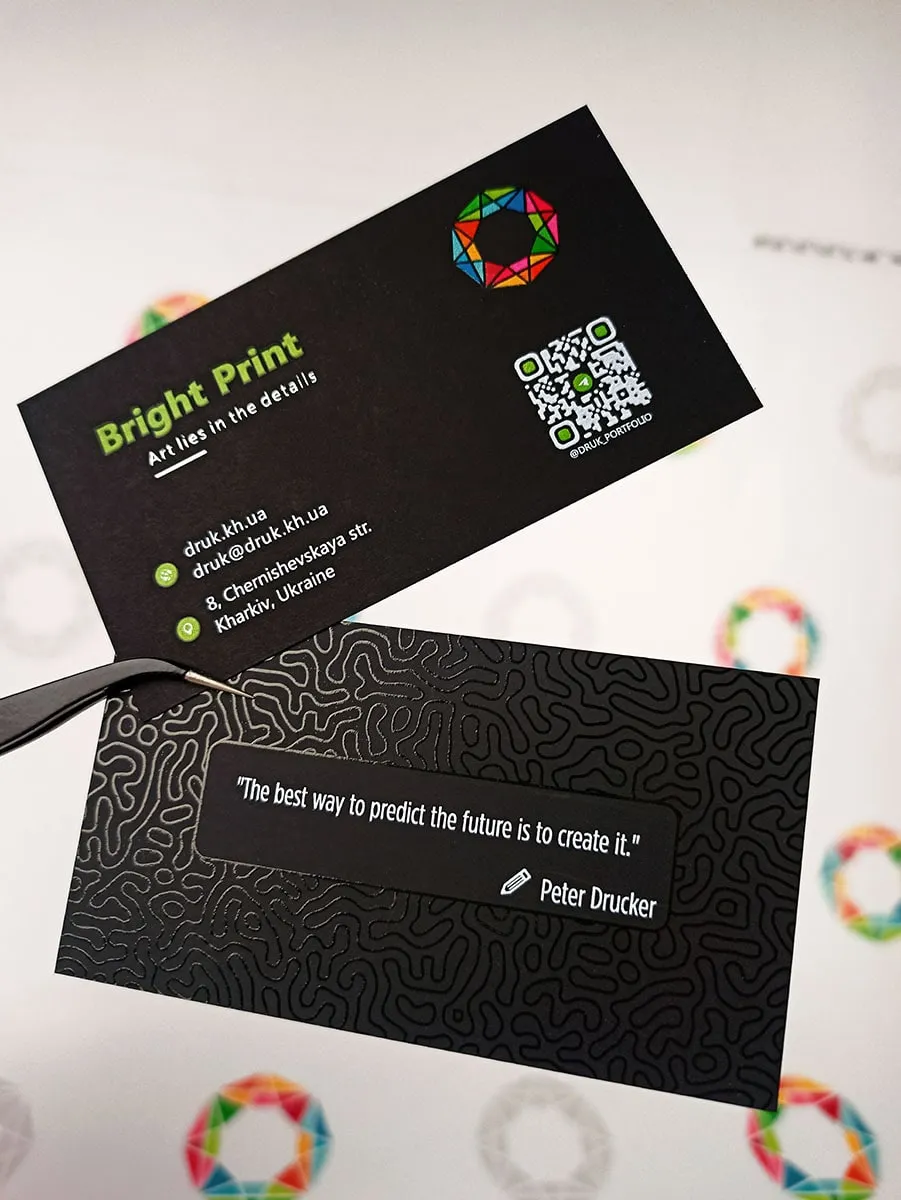 Bright Print
Art lies in the details
druk.kh.ua
druk@druk.kh.ua
8, Chernishevskaya str.
Kharkiv, Ukraine
@DRUK_PORTFOLIO
"The best way to predict the future is to create it."
Peter Drucker